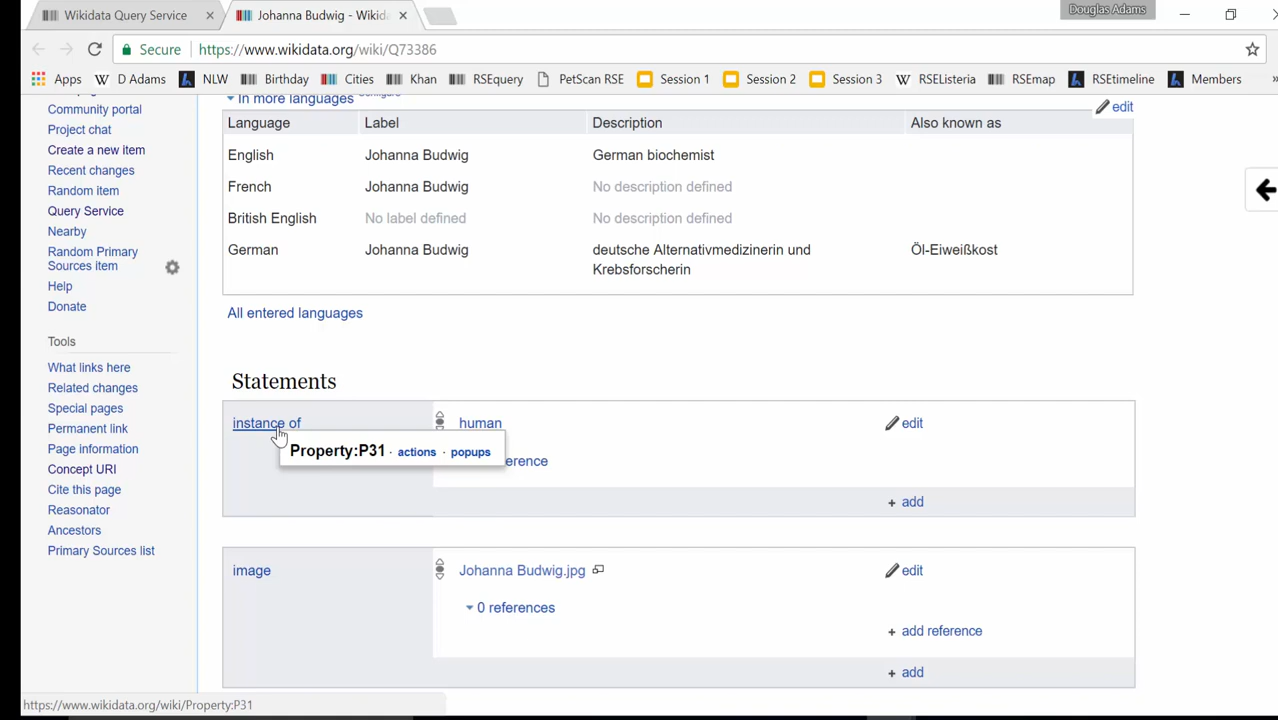 Wikidata Query Service
Johanna Budwig - Wikid
Douglas Adams
Secure
https://www.wikidata.org/wiki/Q73386
Apps
D Adams
NLW
Birthday
Cities
Khan
RSEquery
PetScan RSE
Session 1
Session 2
Session 3
RSEListeria
RSEmap
RSEtimeline
Members
»
Community portal
Project chat
Create a new item
Recent changes
Random item
Query Service
Nearby
Random Primary
Sources item
Help
Donate
Tools
What links here
Related changes
Special pages
Permanent link
Page information
Concept URI
Cite this page
Reasonator
Ancestors
Primary Sources list
In more languages
edit
Language Label Description Also known as
English Johanna Budwig German biochemist
French Johanna Budwig No description defined
British English No label defined No description defined
German Johanna Budwig deutsche Alternativmedizinerin und Öl-Eiweißkost
Krebsforscherin
All entered languages
Statements
instance of
human
edit
Property:P31 · actions · popups
erence
+ add
image
Johanna Budwig.jpg
edit
0 references
+ add reference
+ add
https://www.wikidata.org/wiki/Property:P31